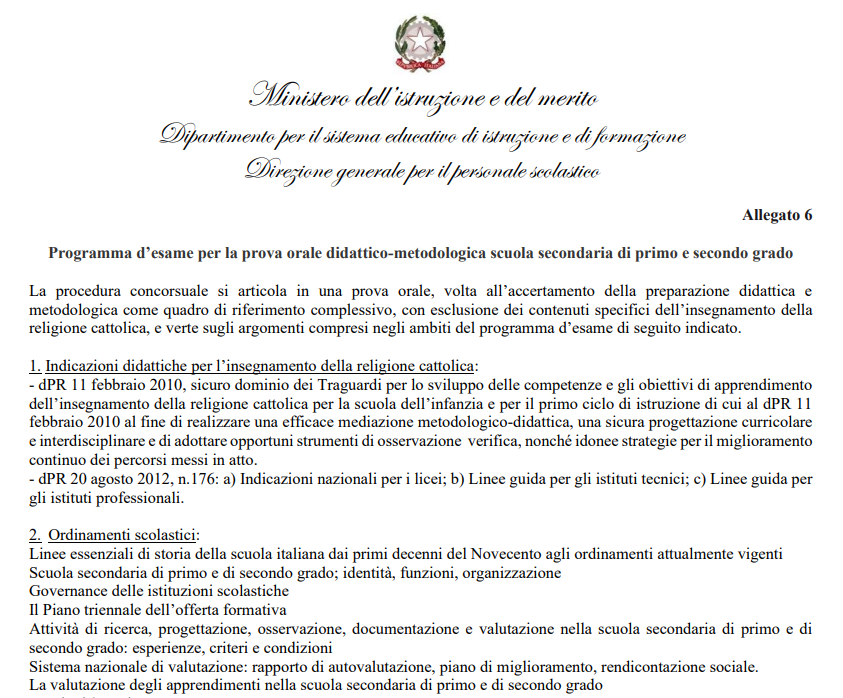 Ministero dell'istruzione e del merito
Dipartimento per il sistema educativo di istruzione e di formazione
Direzione generale per il personale scolastico
Allegato 6
Programma d'esame per la prova orale didattico-metodologica scuola secondaria di primo e secondo grado
La procedura concorsuale si articola in una prova orale, volta all'accertamento della preparazione didattica e
metodologica come quadro di riferimento complessivo, con esclusione dei contenuti specifici dell'insegnamento della
religione cattolica, e verte sugli argomenti compresi negli ambiti del programma d'esame di seguito indicato.
1. Indicazioni didattiche per l'insegnamento della religione cattolica:
- dPR 11 febbraio 2010, sicuro dominio dei Traguardi per lo sviluppo delle competenze e gli obiettivi di apprendimento
dell'insegnamento della religione cattolica per la scuola dell'infanzia e per il primo ciclo di istruzione di cui al dPR 11
febbraio 2010 al fine di realizzare una efficace mediazione metodologico-didattica, una sicura progettazione curricolare
e interdisciplinare e di adottare opportuni strumenti di osservazione verifica, nonché idonee strategie per il miglioramento
continuo dei percorsi messi in atto.
- dPR 20 agosto 2012, n.176: a) Indicazioni nazionali per i licei; b) Linee guida per gli istituti tecnici; c) Linee guida per
gli istituti professionali.
2. Ordinamenti scolastici:
Linee essenziali di storia della scuola italiana dai primi decenni del Novecento agli ordinamenti attualmente vigenti
Scuola secondaria di primo e di secondo grado; identità, funzioni, organizzazione
Governance delle istituzioni scolastiche
Il Piano triennale dell'offerta formativa
Attività di ricerca, progettazione, osservazione, documentazione e valutazione nella scuola secondaria di primo e di
secondo grado: esperienze, criteri e condizioni
Sistema nazionale di valutazione: rapporto di autovalutazione, piano di miglioramento, rendicontazione sociale.
La valutazione degli apprendimenti nella scuola secondaria di primo e di secondo grado